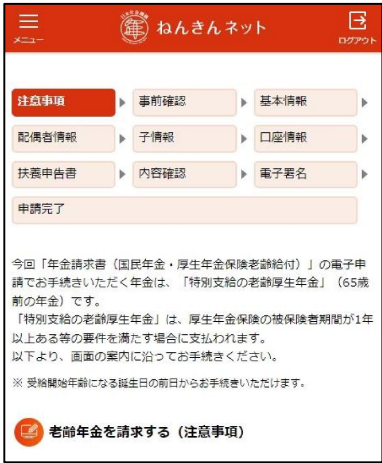 メニュー
日本年金機構
年
ねんきんネット
ログアウト
注意事項
事前確認
基本情報
配偶者情報
子情報
口座情報
扶養申告書
内容確認
電子署名
申請完了
今回「年金請求書（国民年金・厚生年金保険老齢給付）」の電子申
請でお手続きいただく年金は、「特別支給の老齢厚生年金」（65歳
前の年金）です。
「特別支給の老齢厚生年金」は、厚生年金保険の被保険者期間が1年
以上ある等の要件を満たす場合に支払われます。
以下より、画面の案内に沿ってお手続きください。
※ 受給開始年齢になる誕生日の前日からお手続きいただけます。
老齢年金を請求する（注意事項）